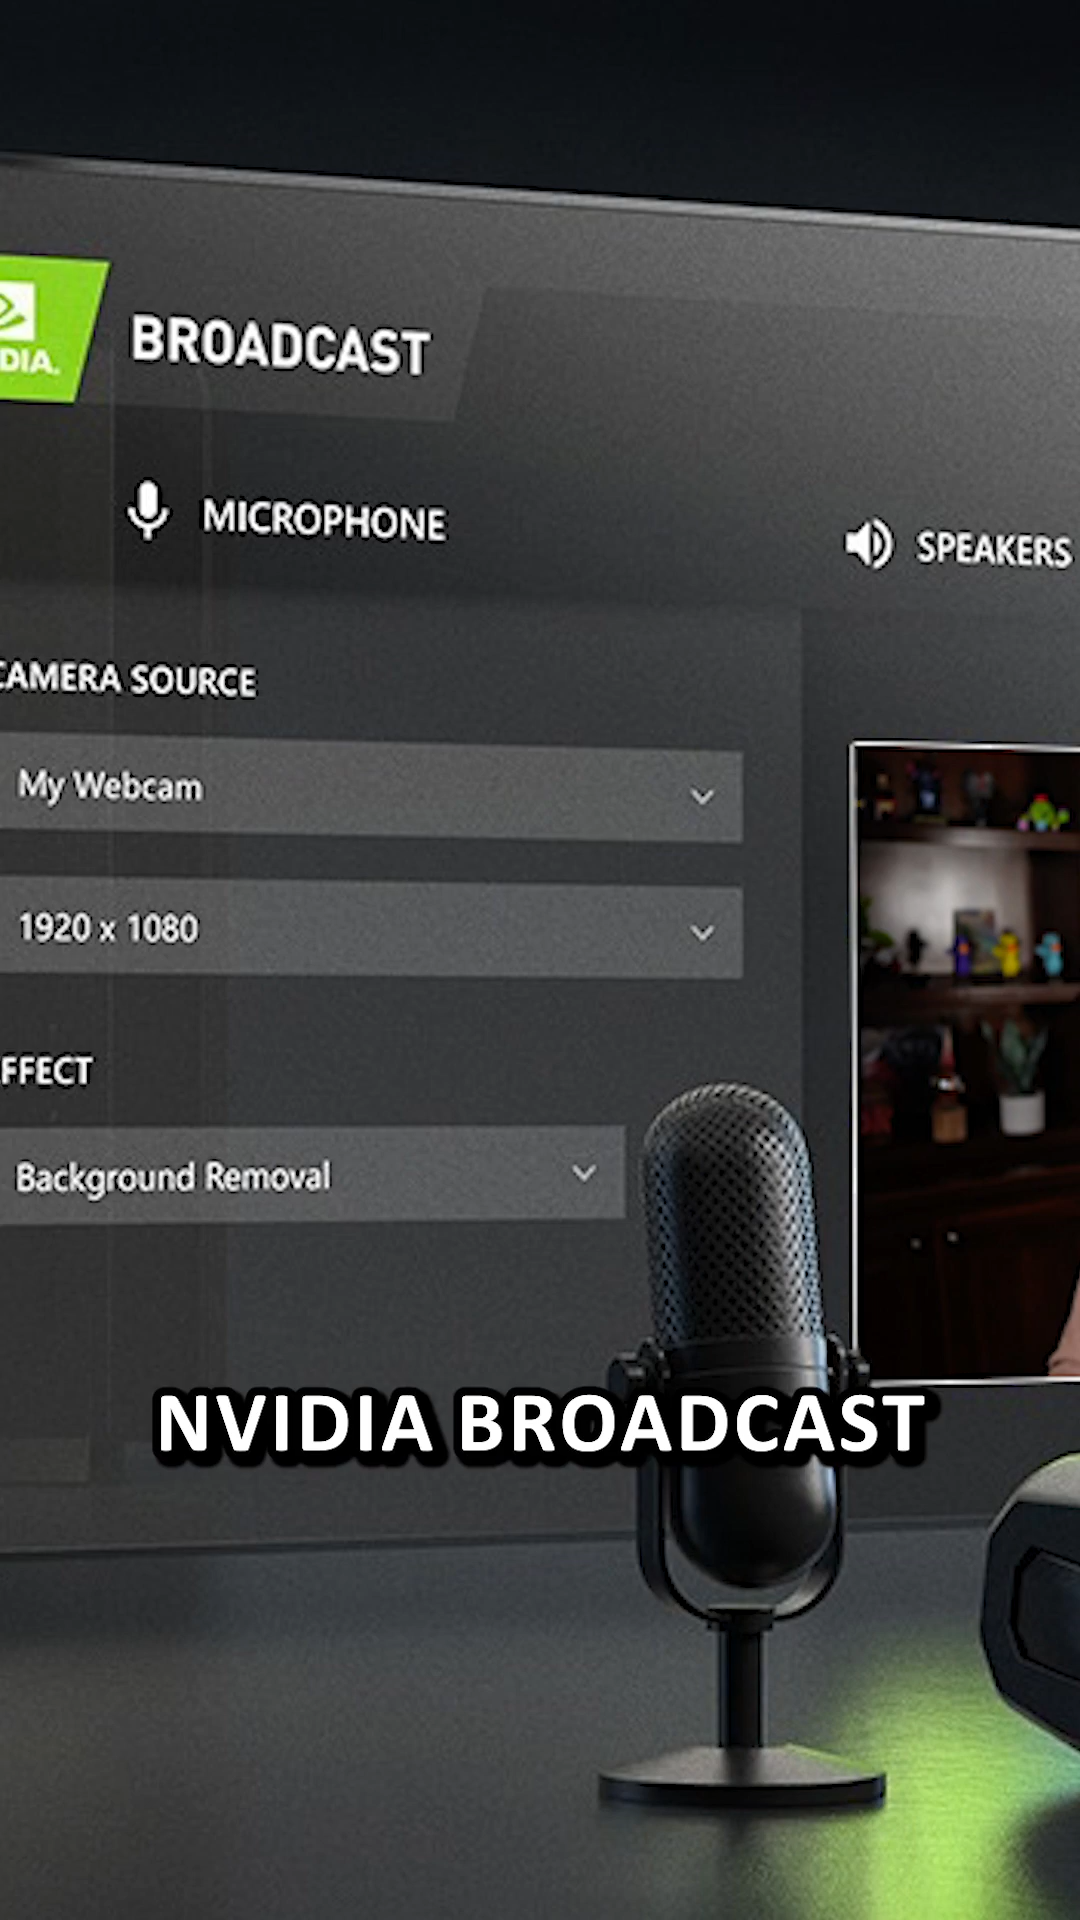 DIA.
BROADCAST
MICROPHONE
SPEAKERS
CAMERA SOURCE
My Webcam
1920 x 1080
FFECT
Background Removal
NVIDIA BROADCAST